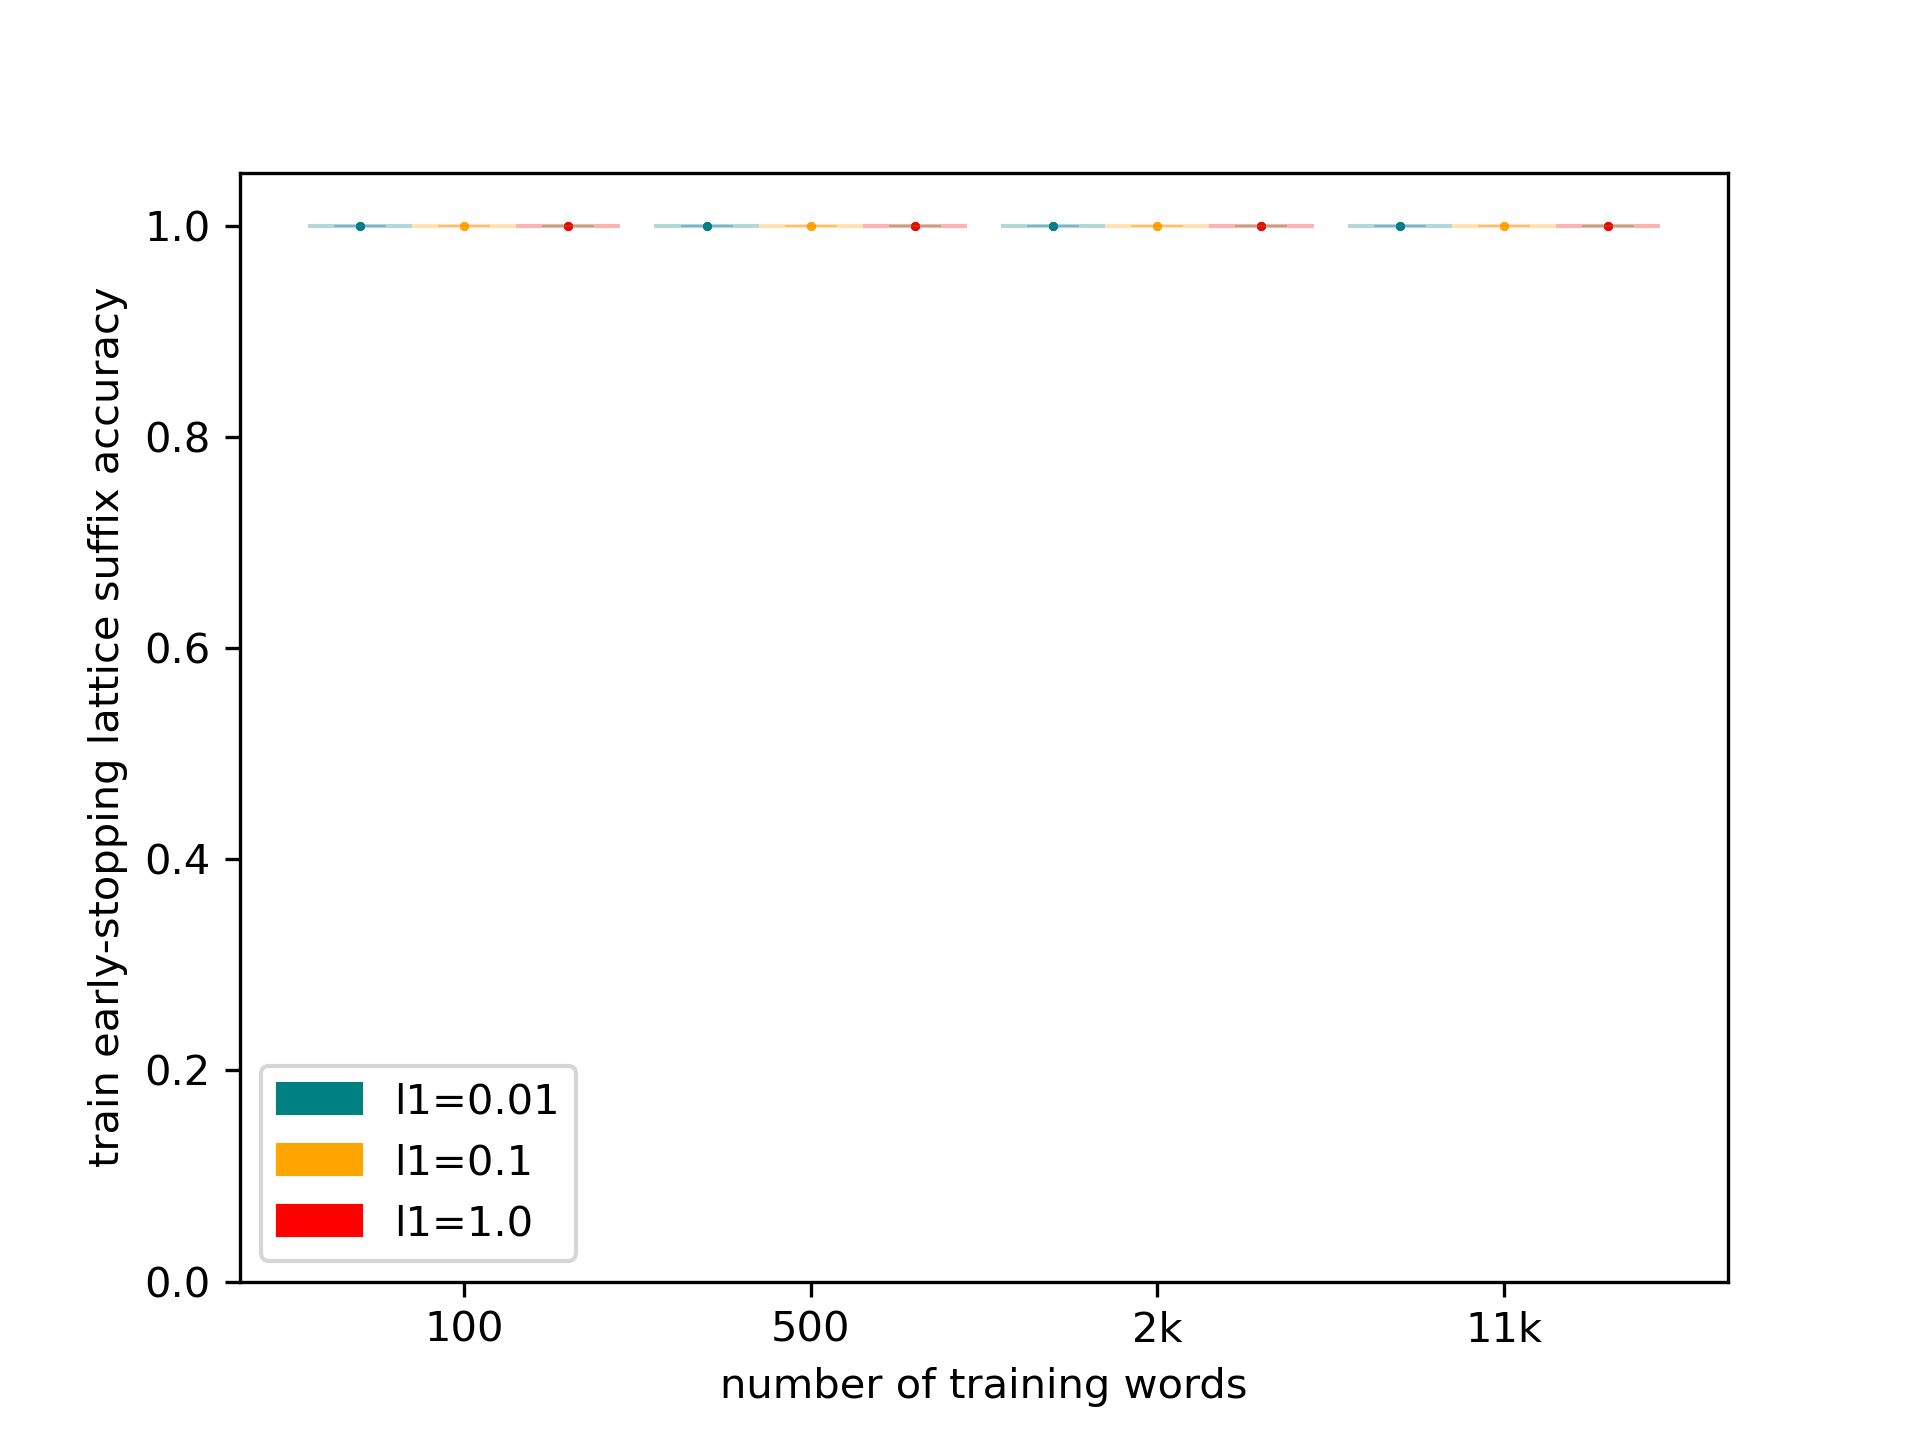 train early-stopping lattice suffix accuracy
1.0
0.8
0.6
0.4
0.2
0.0
l1=0.01
l1=0.1
l1=1.0
100 500 2k 11k
number of training words